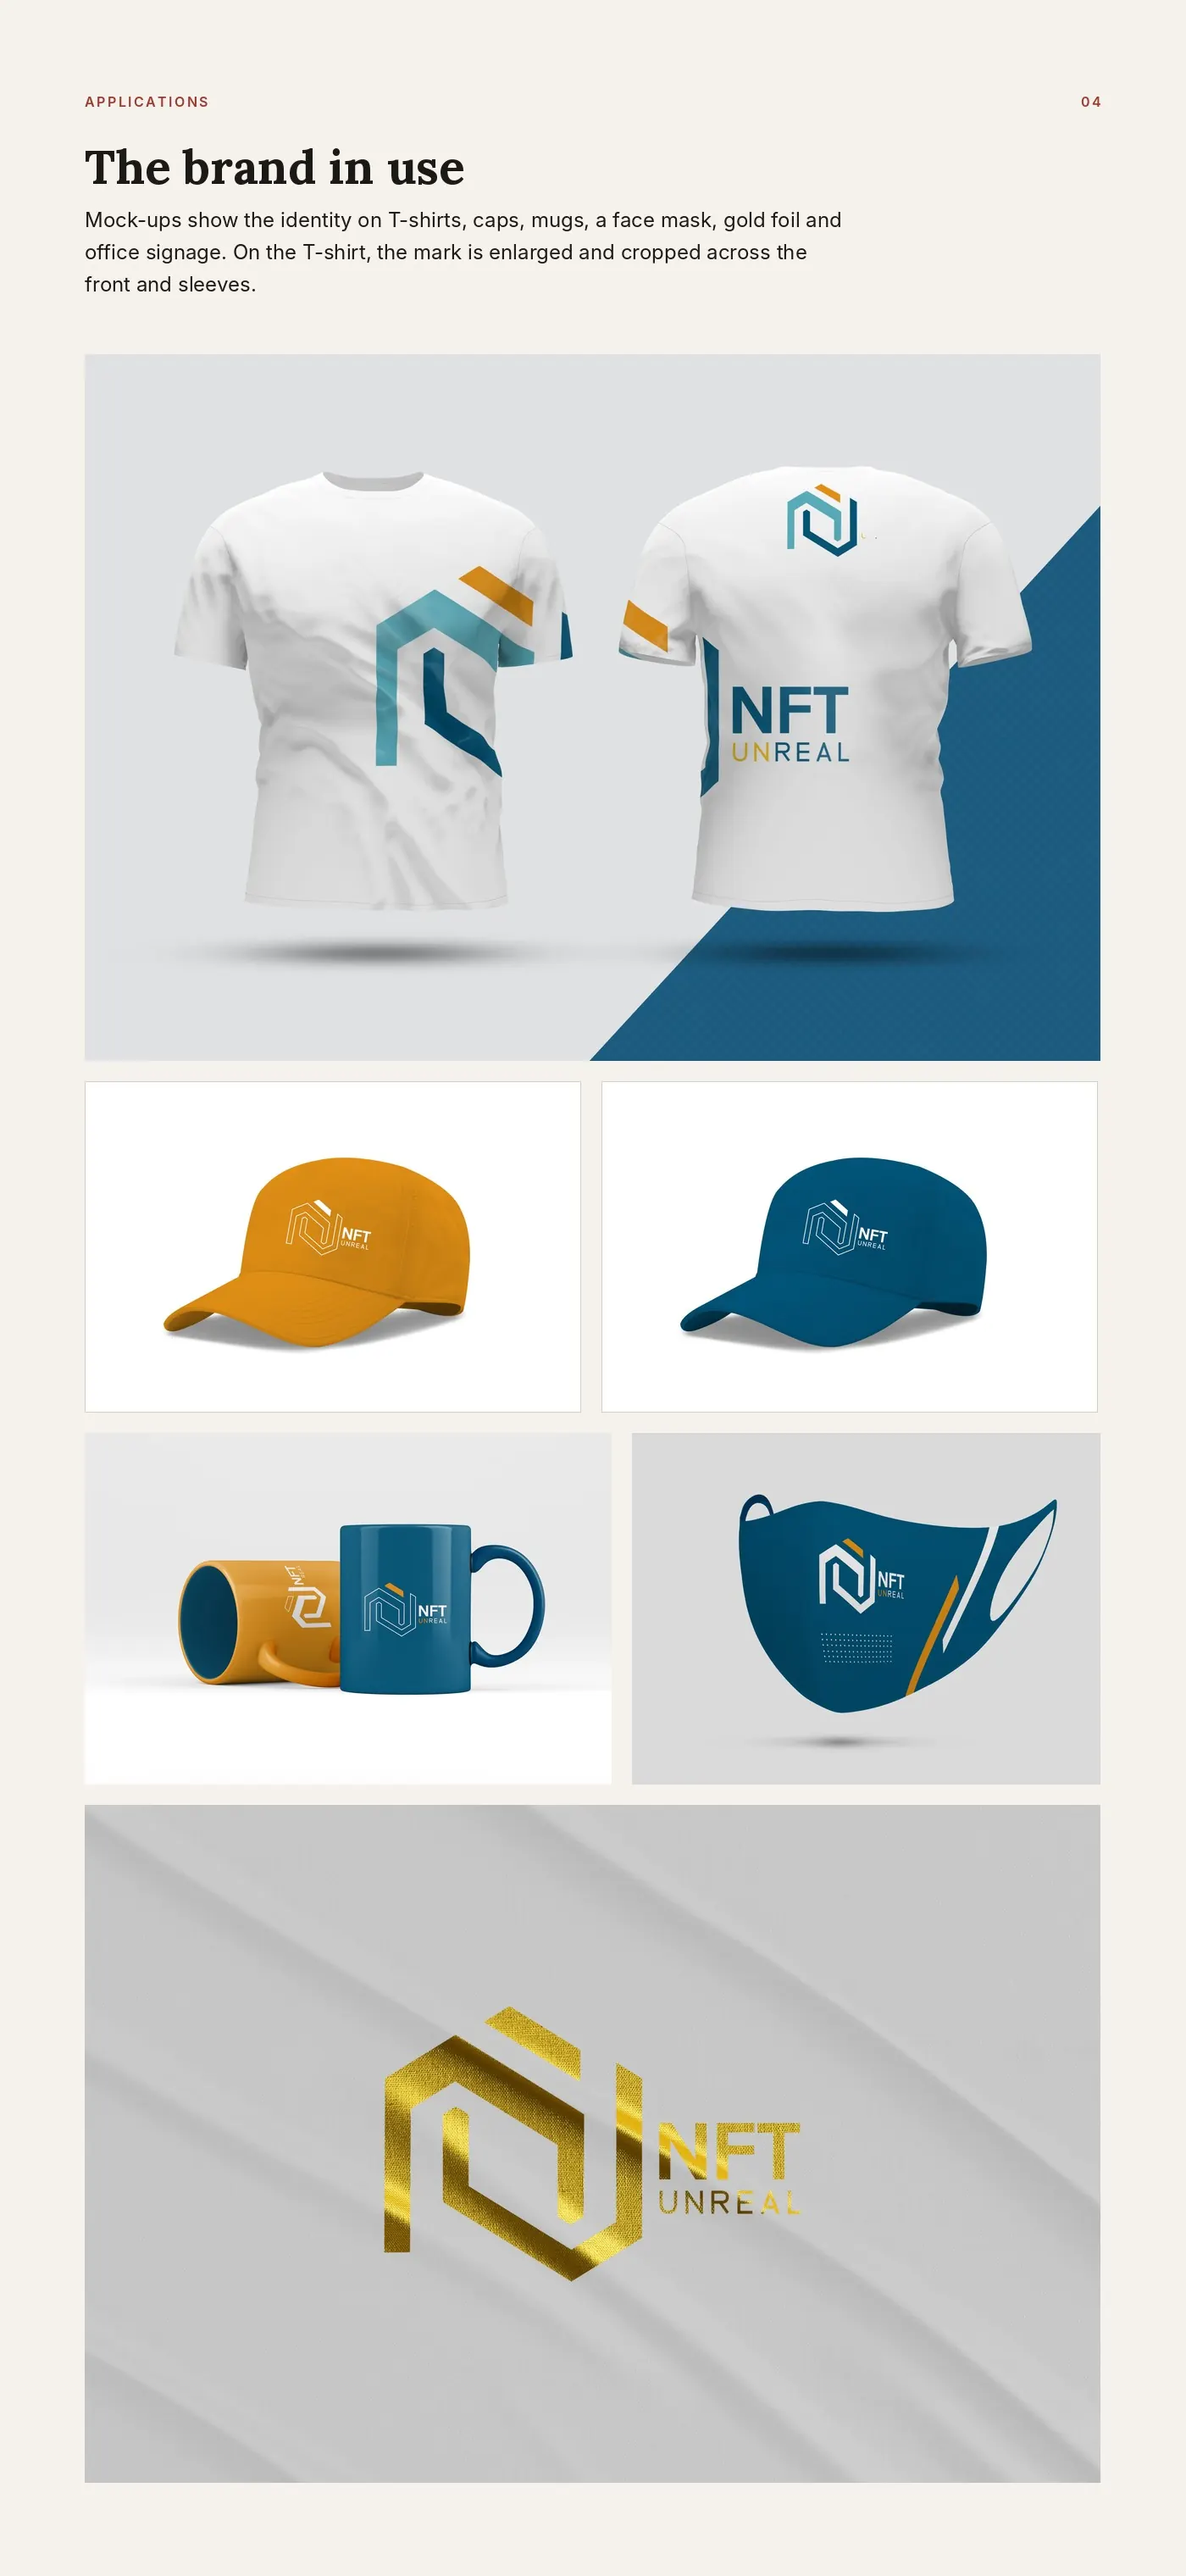 APPLICATIONS
04
The brand in use
Mock-ups show the identity on T-shirts, caps, mugs, a face mask, gold foil and
office signage. On the T-shirt, the mark is enlarged and cropped across the
front and sleeves.
NFT
UNREAL
NFT
UNREAL
NFT
UNREAL
NFT
NFT
UNREAL
NFT
UNREAL
NFT
UNREAL